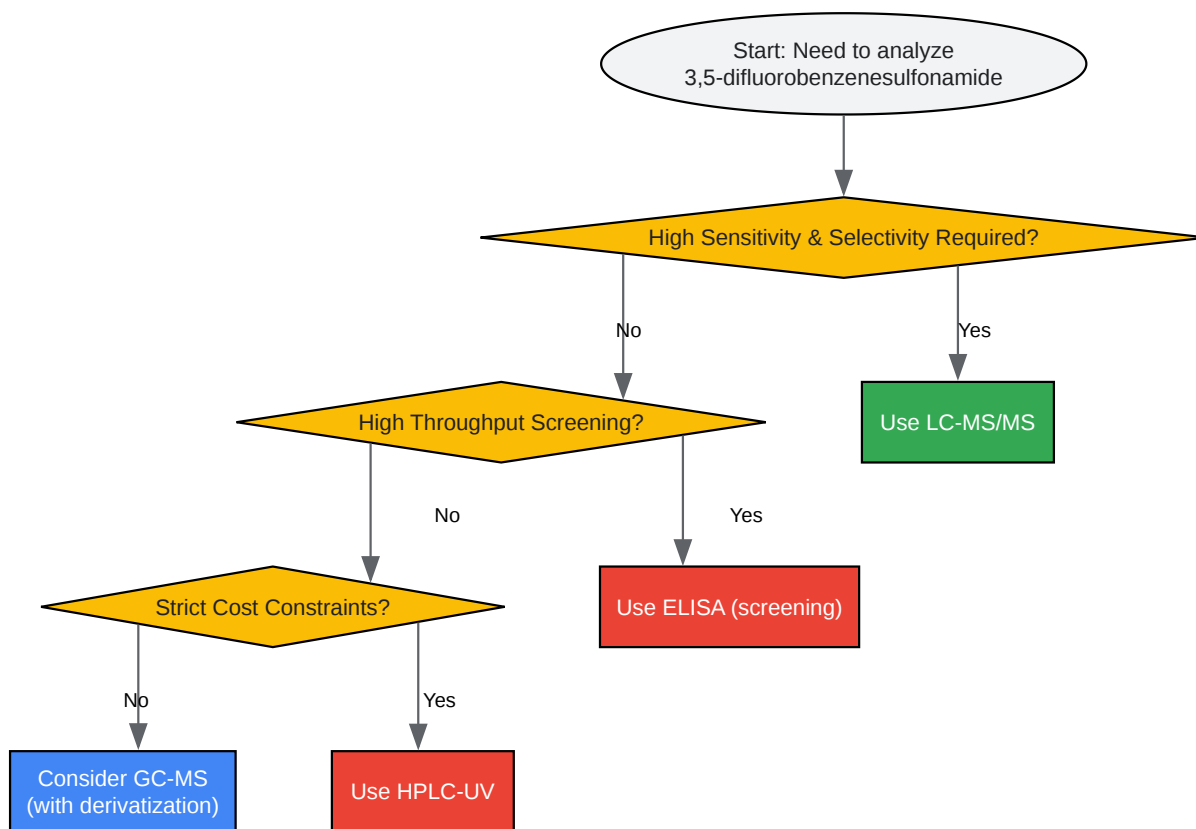 Start: Need to analyze
3,5-difluorobenzenesulfonamide
High Sensitivity & Selectivity Required?
No
Yes
High Throughput Screening?
Use LC-MS/MS
No
Yes
Strict Cost Constraints?
Use ELISA (screening)
No
Yes
Consider GC-MS
(with derivatization)
Use HPLC-UV